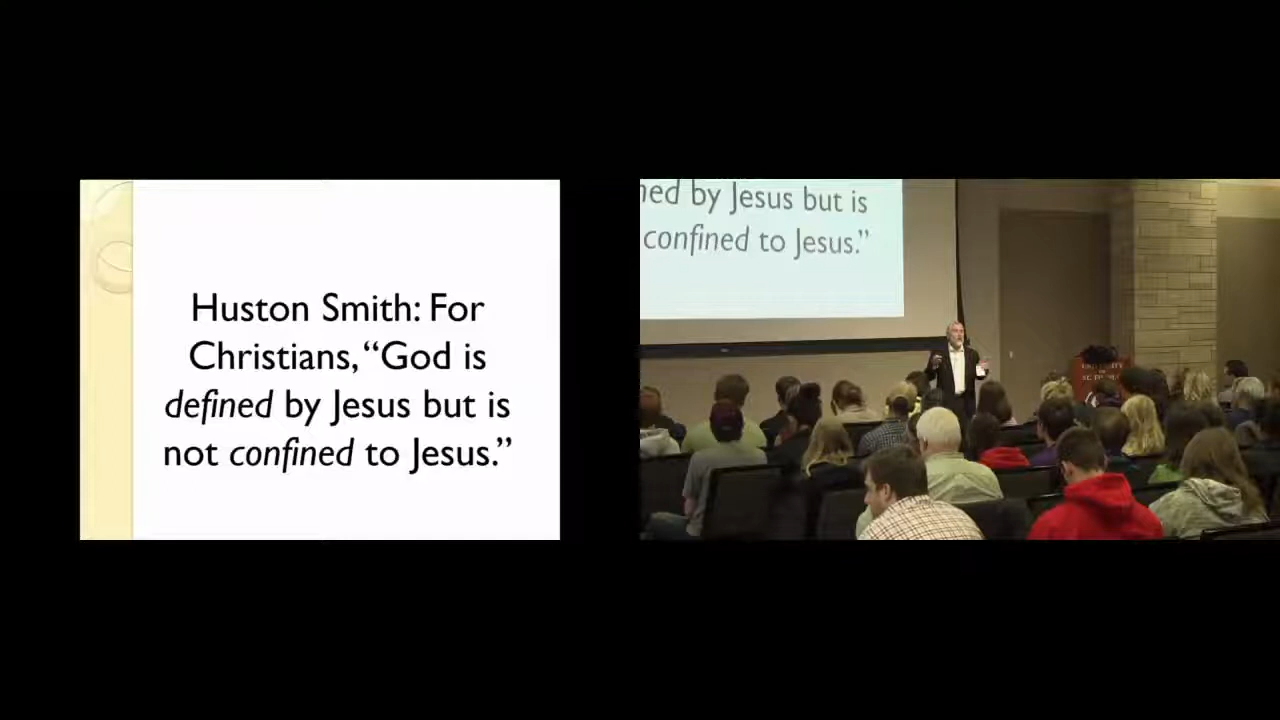 Huston Smith: For
Christians, “God is
defined by Jesus but is
not confined to Jesus.”
ned by Jesus but is
confined to Jesus.”
UNIVERSITY